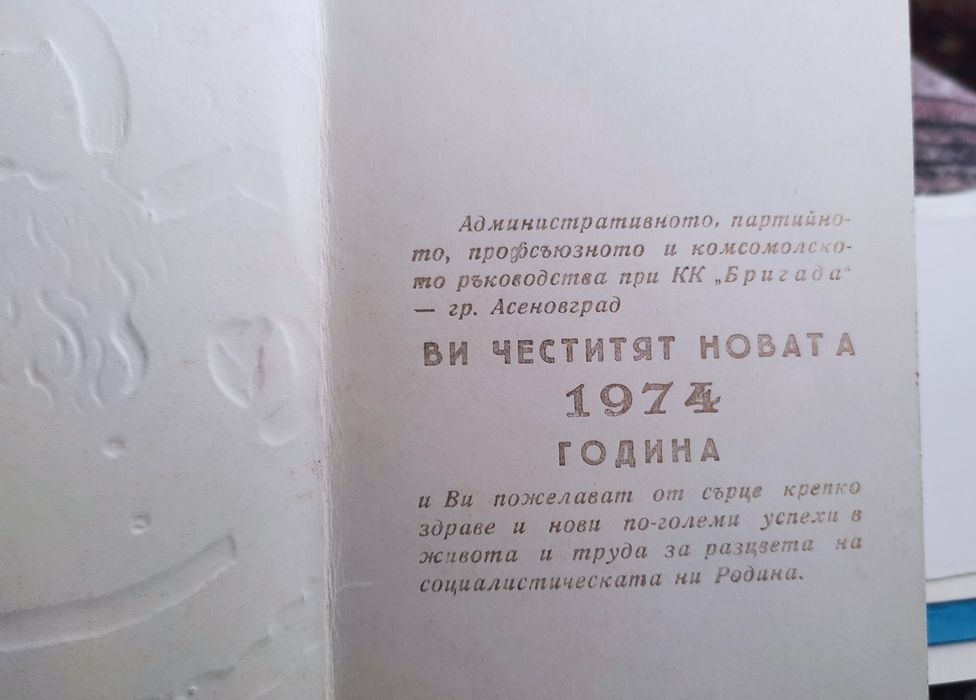 Административното, партийно-
то, профсъюзното и комсомолско-
то ръководства при КК „Бригада“
— гр. Асеновград
ВИ ЧЕСТИТЯТ НОВАТА
1974
ГОДИНА
и Ви пожелават от сърце крепко
здраве и нови по-големи успехи в
живота и труда за разцвета на
социалистическата ни Родина.